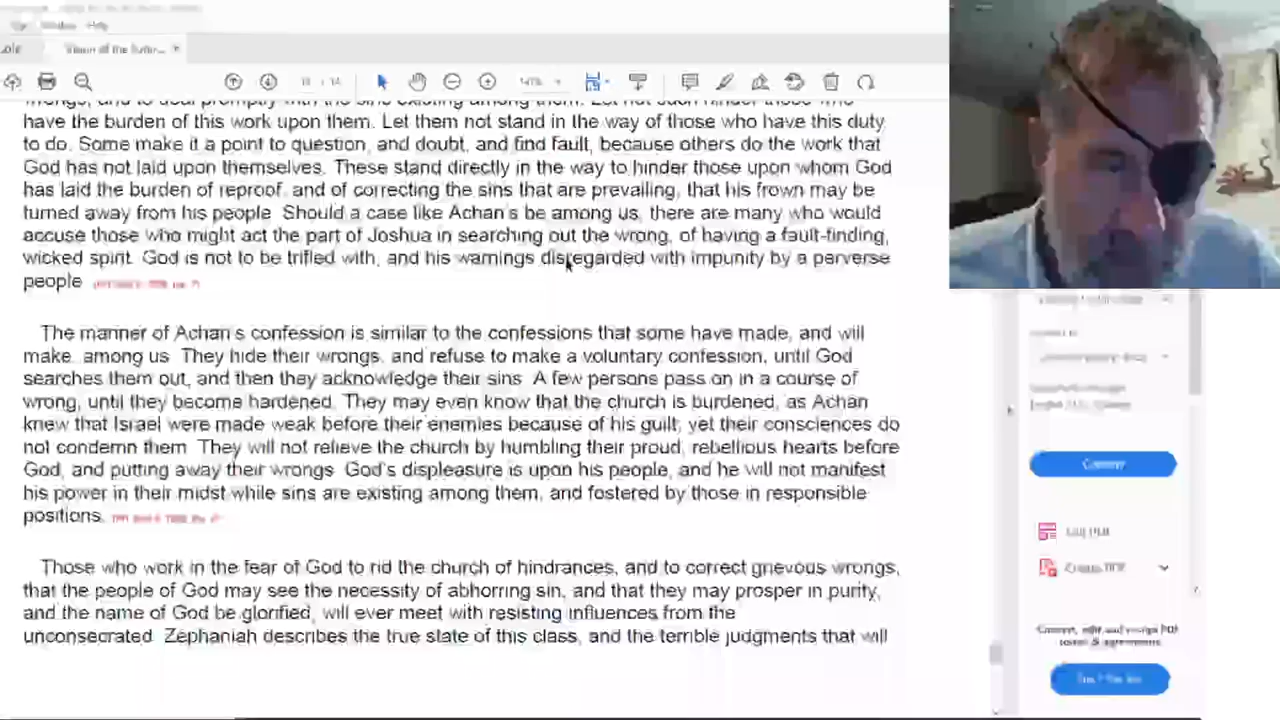 Window Help
Vision of the
have the burden of this work upon them. Let them not stand in the way of those who have this duty
to do. Some make it a point to question, and doubt, and find fault, because others do the work that
God has not laid upon themselves. These stand directly in the way to hinder those upon whom God
has laid the burden of reproof, and of correcting the sins that are prevailing, that his frown may be
turned away from his people. Should a case like Achan's be among us, there are many who would
accuse those who might act the part of Joshua in searching out the wrong, of having a fault-finding,
wicked spirit. God is not to be trifled with, and his warnings disregarded with impunity by a perverse
people
The manner of Achan's confession is similar to the confessions that some have made, and will
make, among us. They hide their wrongs, and refuse to make a voluntary confession, until God
searches them out, and then they acknowledge their sins. A few persons pass on in a course of
wrong, until they become hardened. They may even know that the church is burdened, as Achan
knew that Israel were made weak before their enemies because of his guilt, yet their consciences do
not condemn them. They will not relieve the church by humbling their proud, rebellious hearts before
God, and putting away their wrongs. God's displeasure is upon his people, and he will not manifest
his power in their midst while sins are existing among them, and fostered by those in responsible
positions.
Those who work in the fear of God to rid the church of hindrances, and to correct grievous wrongs,
that the people of God may see the necessity of abhorring sin, and that they may prosper in purity,
and the name of God be glorified, will ever meet with resisting influences from the
unconsecrated. Zephaniah describes the true state of this class, and the terrible judgments that will
Convert
Edit PDF
Create PDF